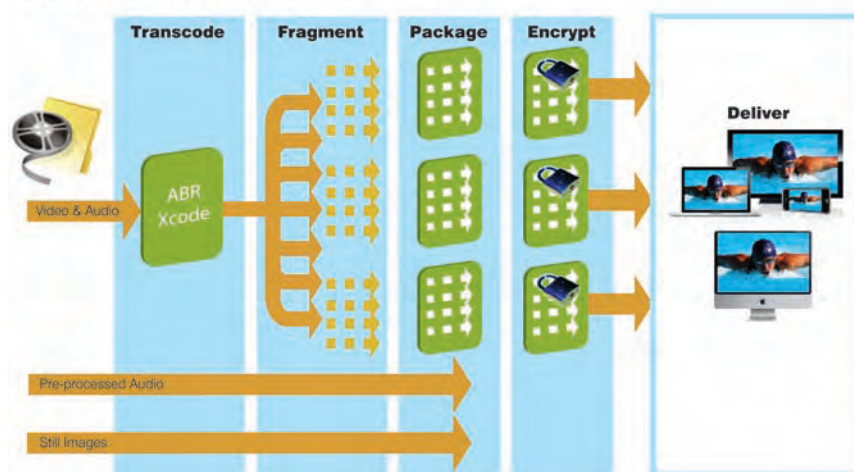 Transcode
Fragment
Package
Encrypt
Deliver
Video & Audio
ABR
Xcode
Pre-processed Audio
Still Images